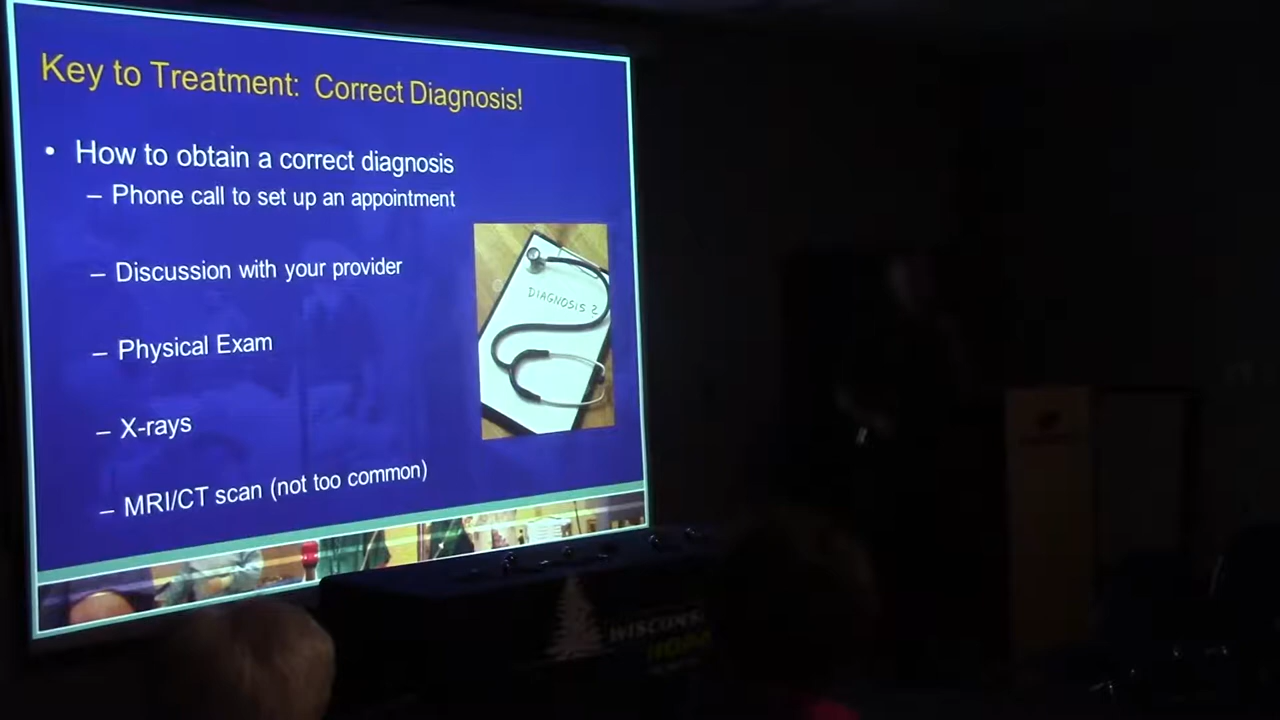 Key to Treatment: Correct Diagnosis!
• How to obtain a correct diagnosis
– Phone call to set up an appointment
– Discussion with your provider
DIAGNOSIS ?
– Physical Exam
– X-rays
– MRI/CT scan (not too common)